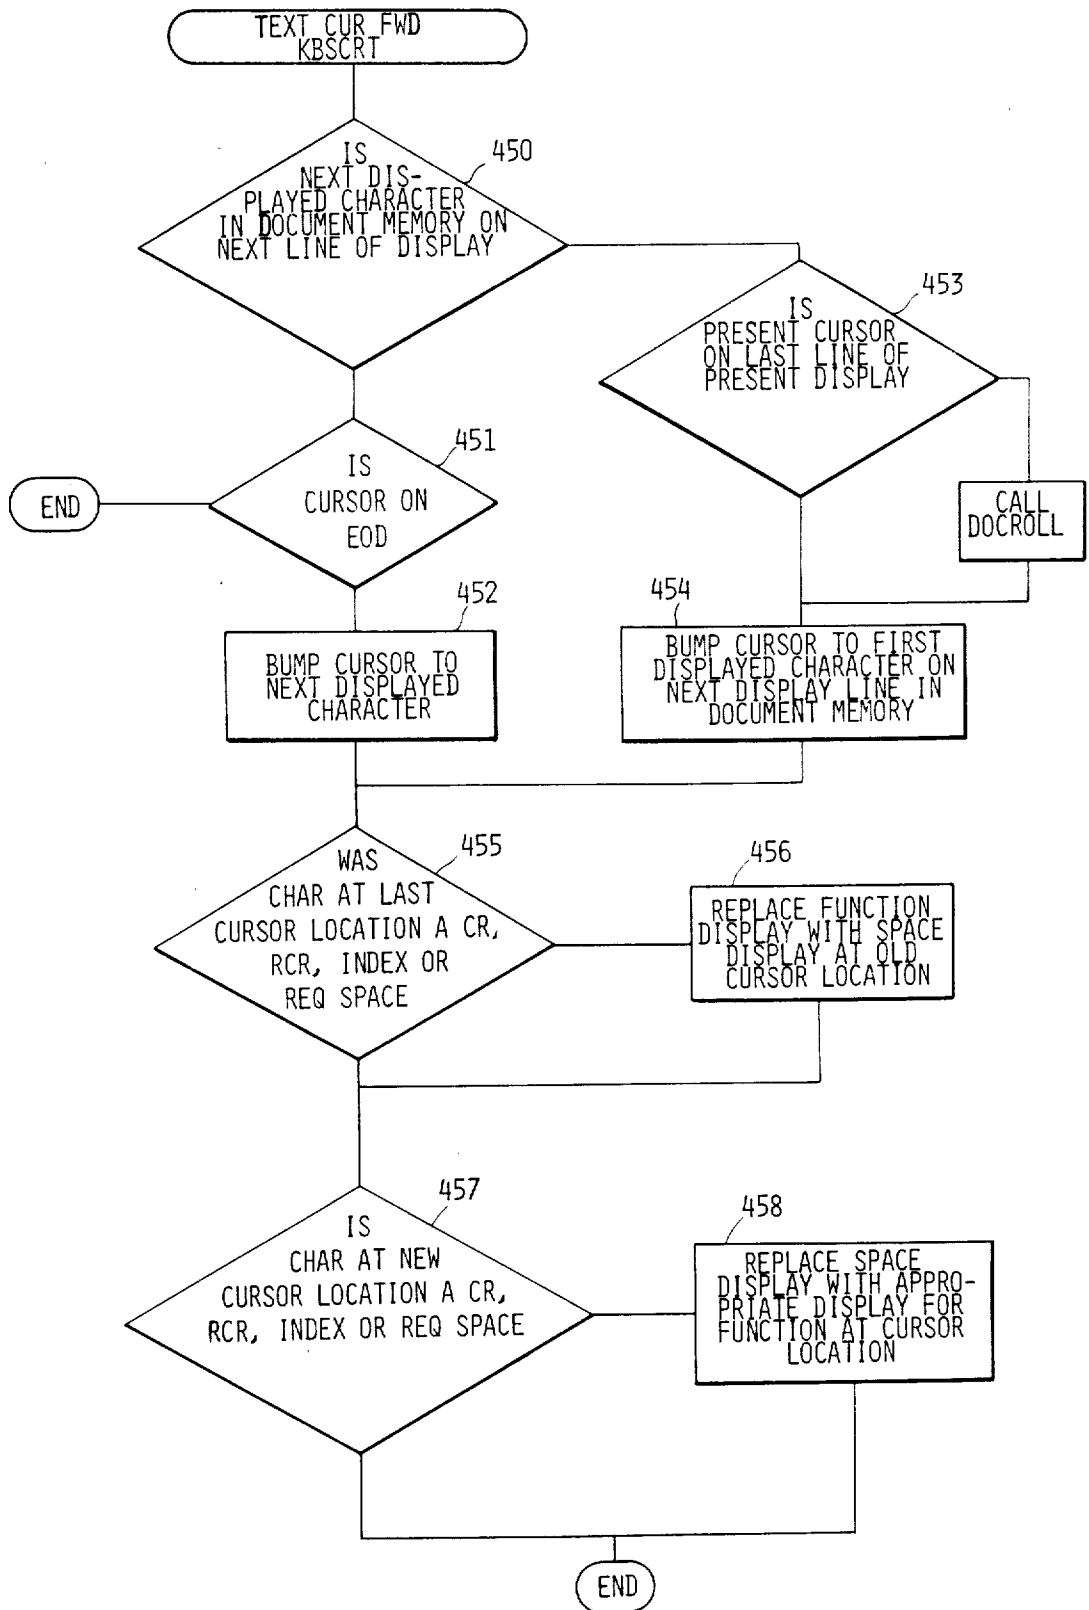 TEXT CUR FWD
KBSCRT
450
IS
NEXT DIS-
PLAYED CHARACTER
IN DOCUMENT MEMORY ON
NEXT LINE OF DISPLAY
453
IS
PRESENT CURSOR
ON LAST LINE OF
PRESENT DISPLAY
451
IS
CURSOR ON
EOD
END
CALL
DOCROLL
452
BUMP CURSOR TO
NEXT DISPLAYED
CHARACTER
454
BUMP CURSOR TO FIRST
DISPLAYED CHARACTER ON
NEXT DISPLAY LINE IN
DOCUMENT MEMORY
455
WAS
CHAR AT LAST
CURSOR LOCATION A CR,
RCR, INDEX OR
REQ SPACE
456
REPLACE FUNCTION
DISPLAY WITH SPACE
DISPLAY AT OLD
CURSOR LOCATION
457
IS
CHAR AT NEW
CURSOR LOCATION A CR,
RCR, INDEX OR REQ SPACE
458
REPLACE SPACE
DISPLAY WITH APPRO-
PRIATE DISPLAY FOR
FUNCTION AT CURSOR
LOCATION
END